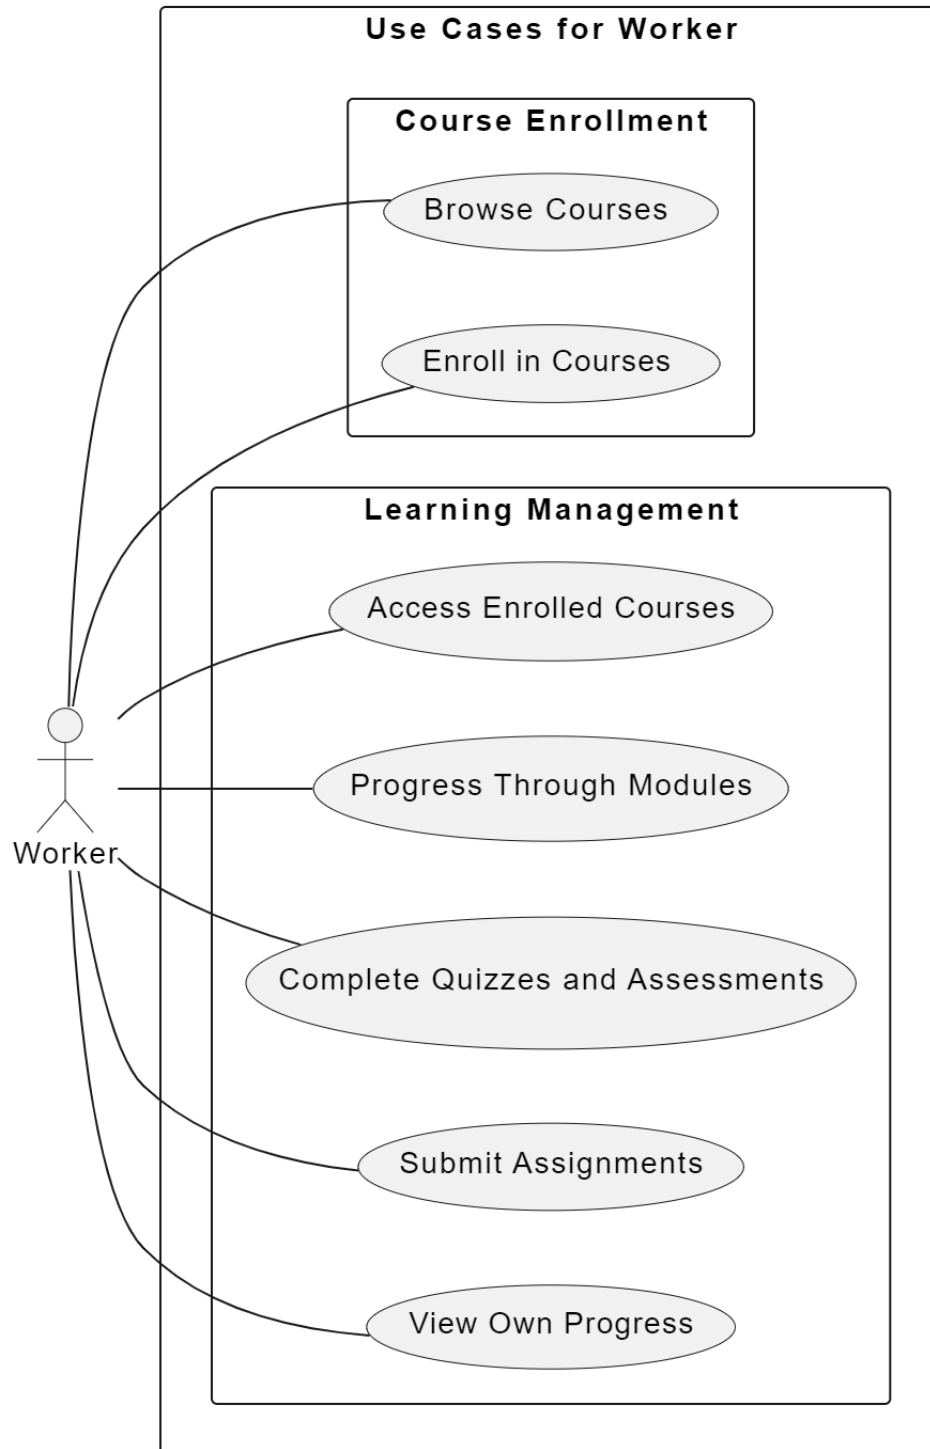 Use Cases for Worker
Course Enrollment
Browse Courses
Enroll in Courses
Learning Management
Access Enrolled Courses
Progress Through Modules
Worker
Complete Quizzes and Assessments
Submit Assignments
View Own Progress